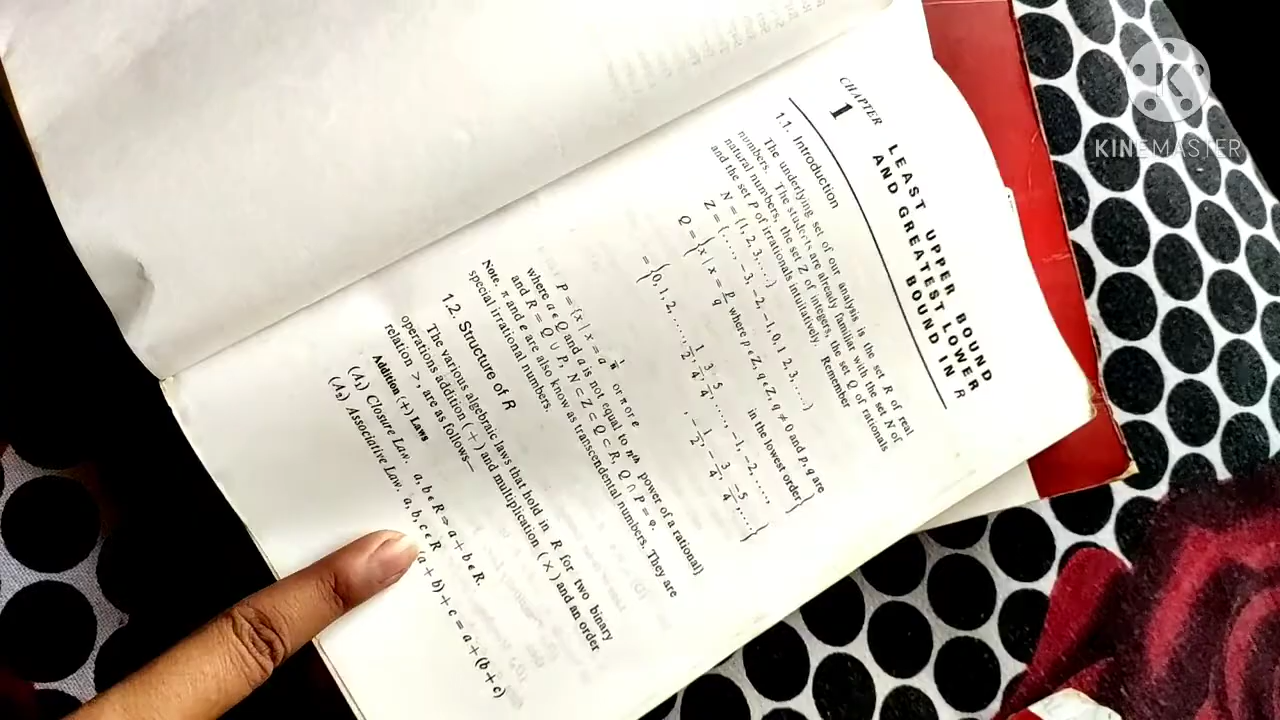 CHAPTER
1
LEAST UPPER BOUND
AND GREATEST LOWER
BOUND IN R
1.1. Introduction
The underlying set of our analysis is the set R of real
numbers. The students are already familiar with the set N of
natural numbers, the set Z of integers, the set Q of rationals
and the set P of irrationals intuitatively. Remember
N = {1, 2, 3,....}
Z = {...., -3, -2, -1, 0, 1, 2, 3,....}
Q = {x | x = p/q where p ∈ Z, q ∈ Z, q ≠ 0 and p, q are
in the lowest order}
= {0, 1, 2, ...., 1/2, 1/4, 3/4, 5/4, ...., -1, -2, ....,
, -1/2, -1/4, -3/4, -5/4, ....}
P = {x | x = a^(1/n) or π or e
where a ∈ Q and a is not equal to nth power of a rational}
and R = Q ∪ P, N ⊂ Z ⊂ Q ⊂ R, Q ∩ P = φ.
Note. π and e are also know as transcendental numbers. They are
special irrational numbers.
1.2. Structure of R
The various algebraic laws that hold in R for two binary
operations addition (+) and multiplication (×) and an order
relation >, are as follows—
Addition (+) Laws
(A₁) Closure Law. a, b ∈ R ⇒ a + b ∈ R.
(A₂) Associative Law. a, b, c ∈ R
(a + b) + c = a + (b + c)
KINEMASTER